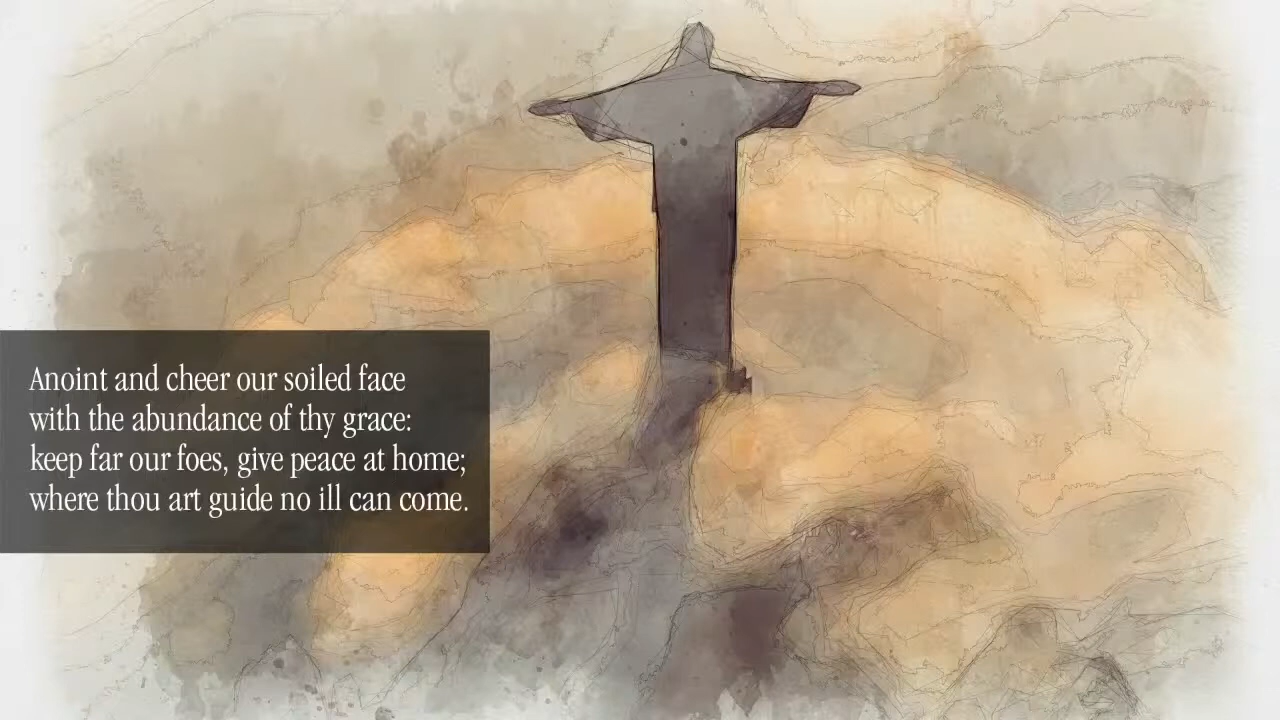 Anoint and cheer our soiled face
with the abundance of thy grace:
keep far our foes, give peace at home;
where thou art guide no ill can come.